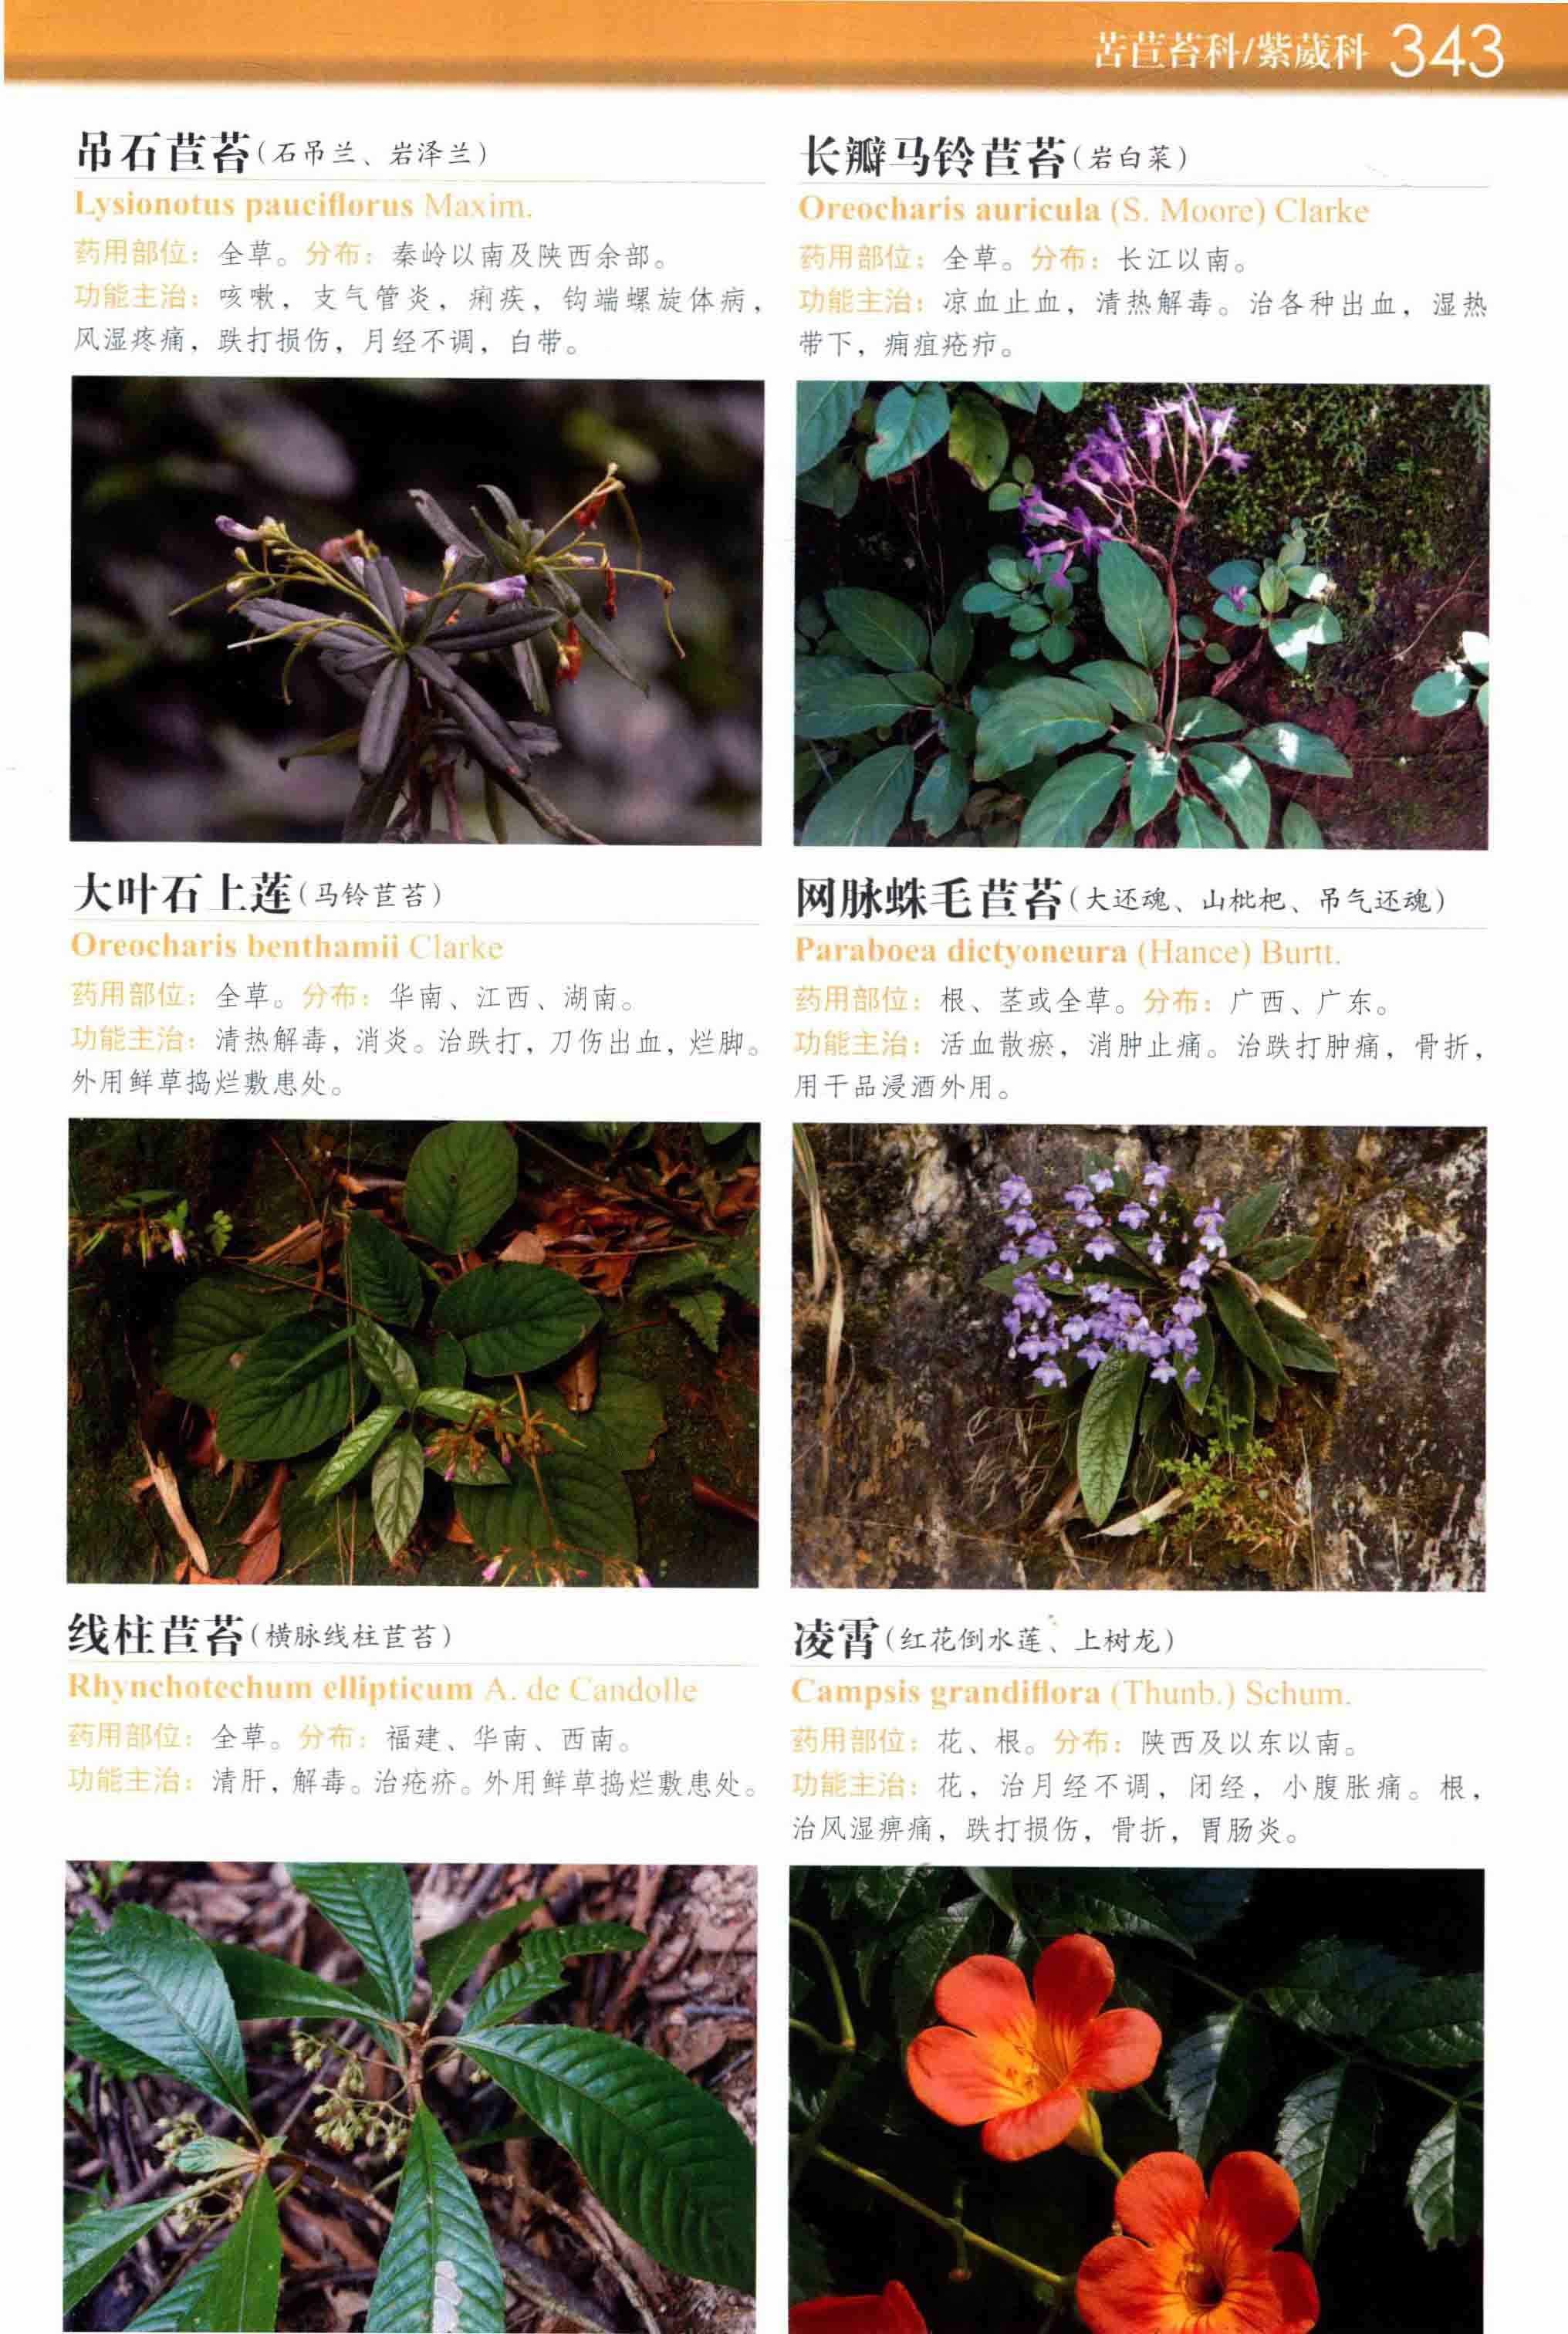 苦苣苔科/紫葳科 343
吊石苣苔(石吊兰、岩泽兰)
Lysionotus pauciflorus Maxim.
药用部位：全草。分布：秦岭以南及陕西余部。
功能主治：咳嗽，支气管炎，痢疾，钩端螺旋体病，
风湿疼痛，跌打损伤，月经不调，白带。
长瓣马铃苣苔(岩白菜)
Oreocharis auricula (S. Moore) Clarke
药用部位：全草。分布：长江以南。
功能主治：凉血止血，清热解毒。治各种出血，湿热
带下，痈疽疮疖。
大叶石上莲(马铃苣苔)
Oreocharis benthamii Clarke
药用部位：全草。分布：华南、江西、湖南。
功能主治：清热解毒，消炎。治跌打，刀伤出血，烂脚。
外用鲜草捣烂敷患处。
网脉蛛毛苣苔(大还魂、山枇杷、吊气还魂)
Paraboea dictyoneura (Hance) Burtt.
药用部位：根、茎或全草。分布：广西、广东。
功能主治：活血散瘀，消肿止痛。治跌打肿痛，骨折，
用干品浸酒外用。
线柱苣苔(横脉线柱苣苔)
Rhynchotechum ellipticum A. de Candolle
药用部位：全草。分布：福建、华南、西南。
功能主治：清肝，解毒。治疮疥。外用鲜草捣烂敷患处。
凌霄(红花倒水莲、上树龙)
Campsis grandiflora (Thunb.) Schum.
药用部位：花、根。分布：陕西及以东以南。
功能主治：花，治月经不调，闭经，小腹胀痛。根，
治风湿痹痛，跌打损伤，骨折，胃肠炎。